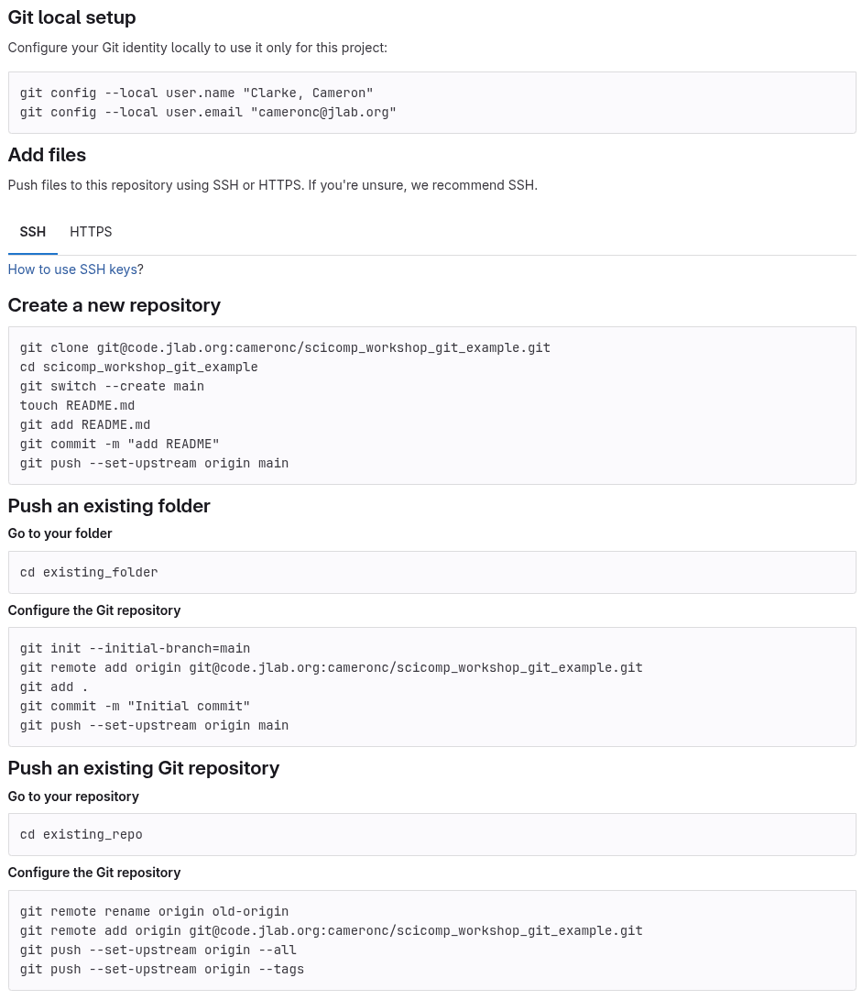 Git local setup
Configure your Git identity locally to use it only for this project:
git config --local user.name "Clarke, Cameron"
git config --local user.email "cameronc@jlab.org"
Add files
Push files to this repository using SSH or HTTPS. If you're unsure, we recommend SSH.
SSH HTTPS
How to use SSH keys?
Create a new repository
git clone git@code.jlab.org:cameronc/scicomp_workshop_git_example.git
cd scicomp_workshop_git_example
git switch --create main
touch README.md
git add README.md
git commit -m "add README"
git push --set-upstream origin main
Push an existing folder
Go to your folder
cd existing_folder
Configure the Git repository
git init --initial-branch=main
git remote add origin git@code.jlab.org:cameronc/scicomp_workshop_git_example.git
git add .
git commit -m "Initial commit"
git push --set-upstream origin main
Push an existing Git repository
Go to your repository
cd existing_repo
Configure the Git repository
git remote rename origin old-origin
git remote add origin git@code.jlab.org:cameronc/scicomp_workshop_git_example.git
git push --set-upstream origin --all
git push --set-upstream origin --tags